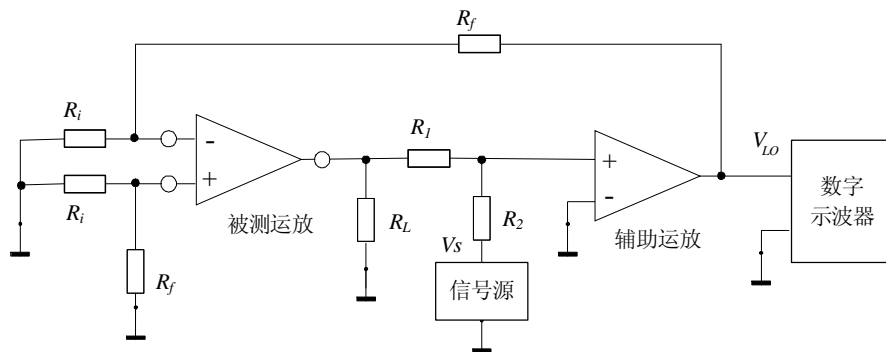 R_f
R_i
-
R_1
+
V_LO
+
R_i
-
数字
示波器
被测运放
R_L
R_2
辅助运放
Vs
R_f
信号源